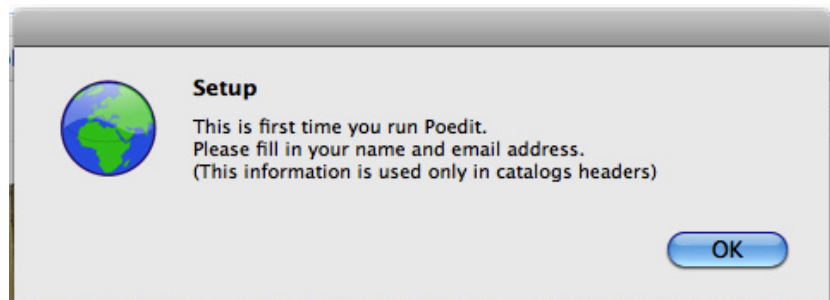 Setup
This is first time you run Poedit.
Please fill in your name and email address.
(This information is used only in catalogs headers)
OK